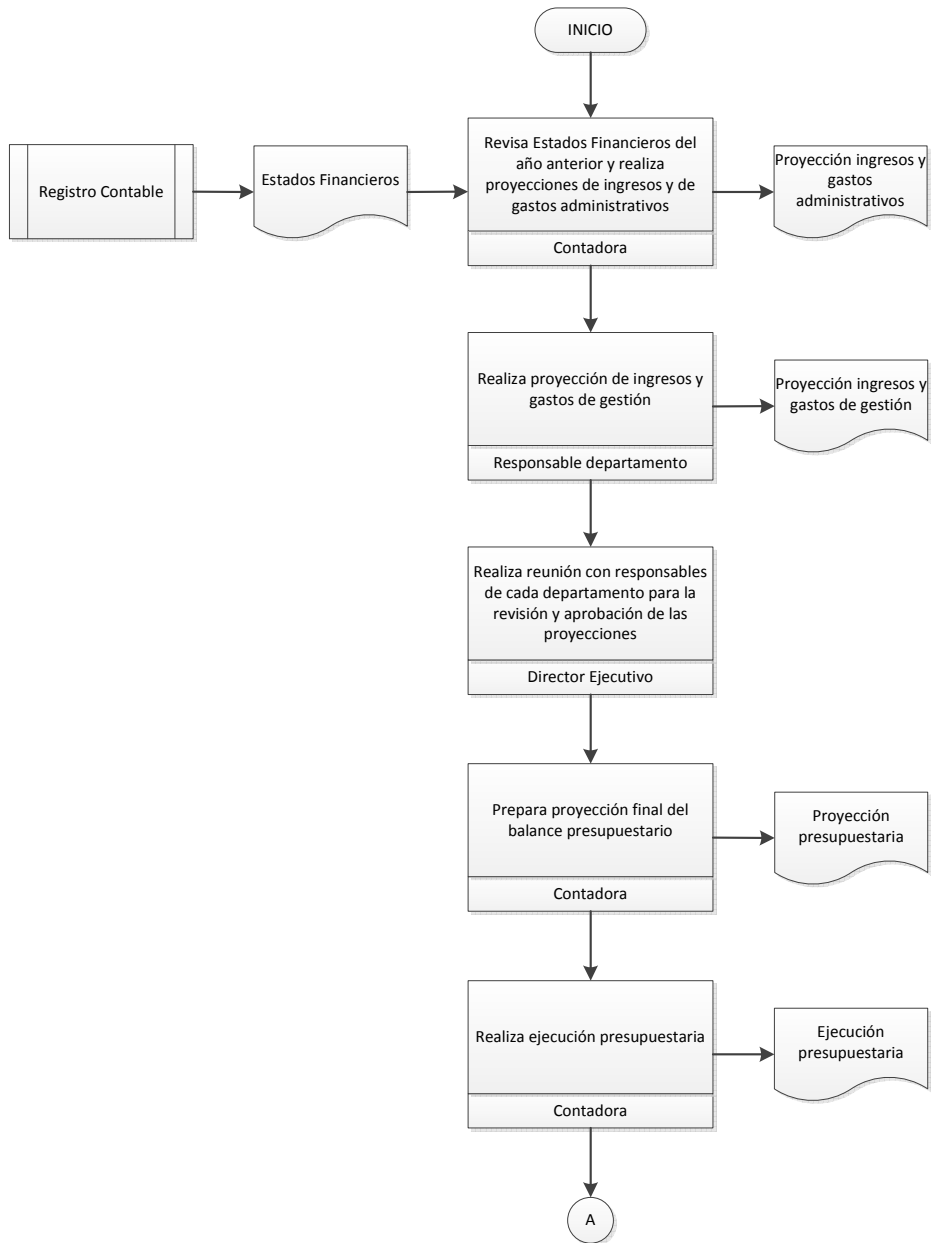 INICIO
Registro Contable
Estados Financieros
Revisa Estados Financieros del
año anterior y realiza
proyecciones de ingresos y de
gastos administrativos
Contadora
Proyección ingresos y
gastos
administrativos
Realiza proyección de ingresos y
gastos de gestión
Responsable departamento
Proyección ingresos y
gastos de gestión
Realiza reunión con responsables
de cada departamento para la
revisión y aprobación de las
proyecciones
Director Ejecutivo
Prepara proyección final del
balance presupuestario
Contadora
Proyección
presupuestaria
Realiza ejecución presupuestaria
Contadora
Ejecución
presupuestaria
A